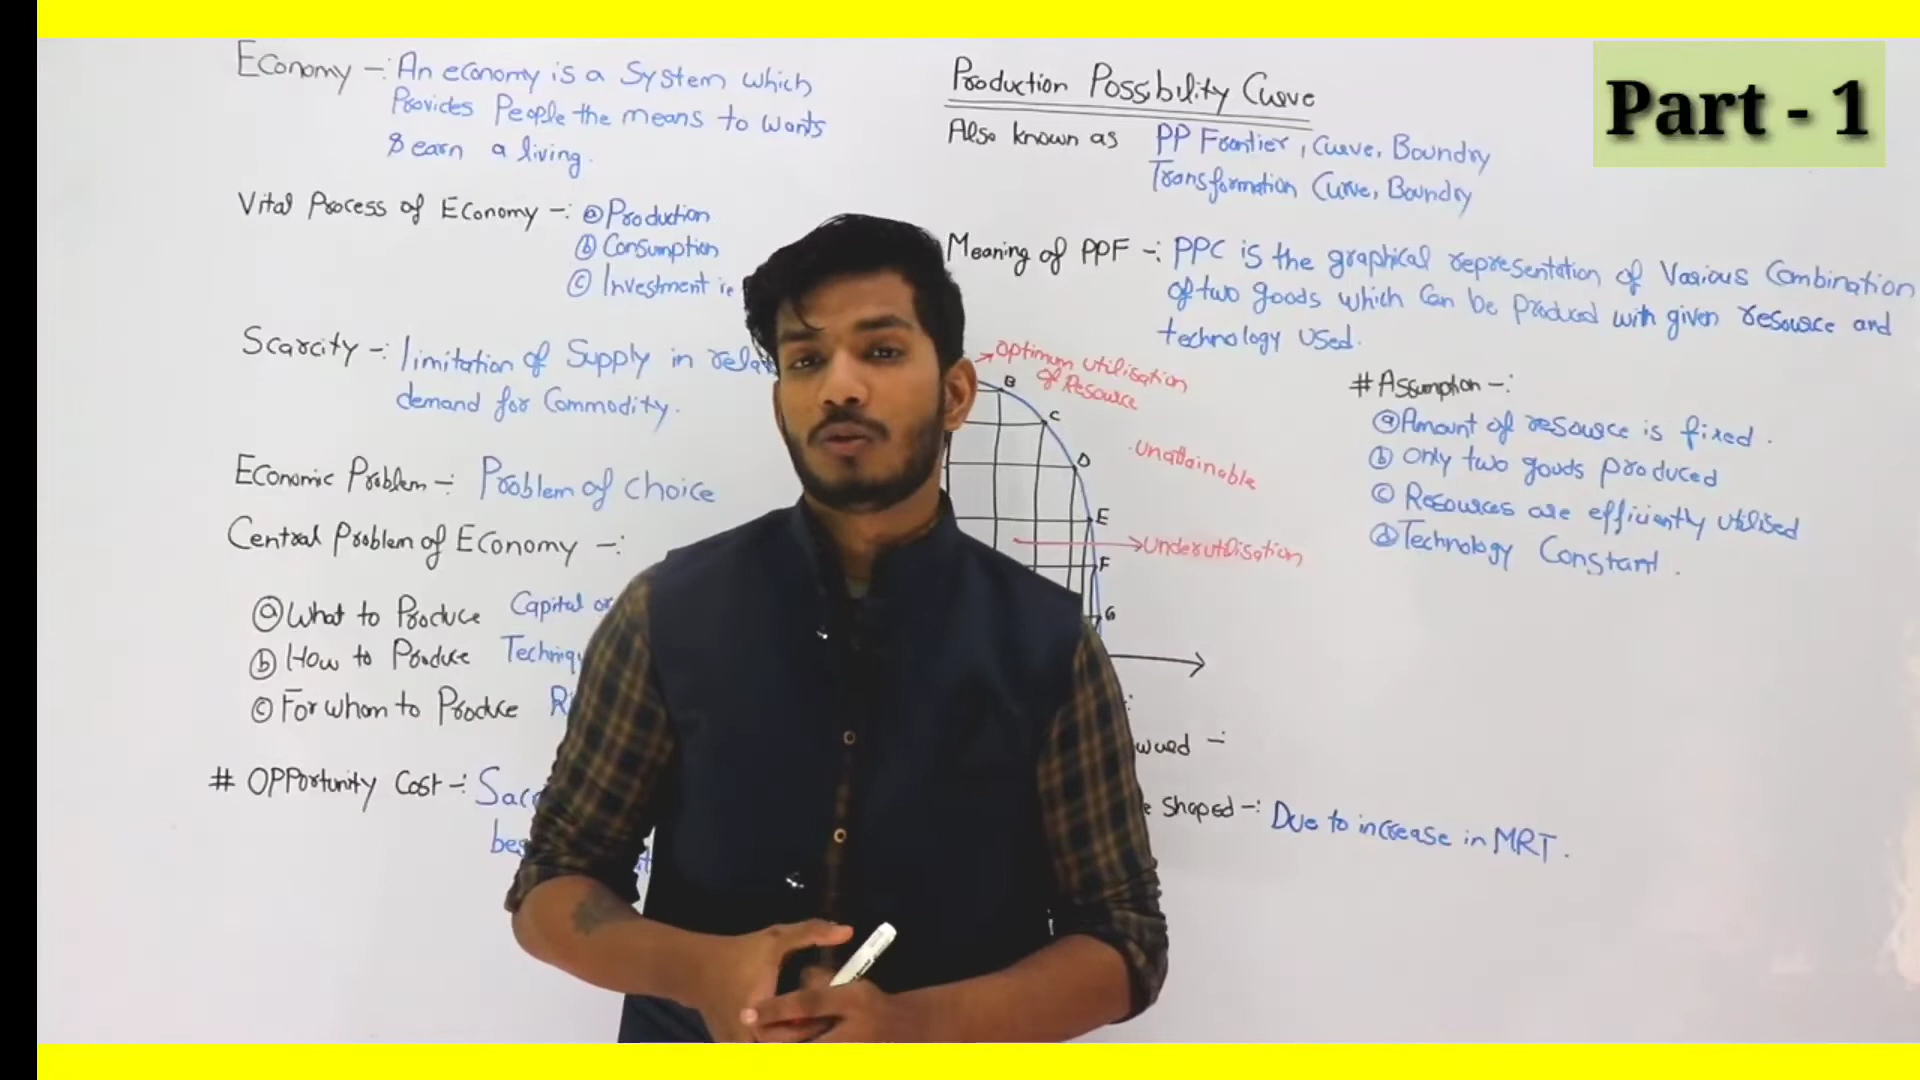 Economy -: An economy is a System which
Provides People the means to wants
& earn a living.
Vital Process of Economy -: ⓐ Production
ⓑ Consumption
ⓒ Investment i.e
Scarcity -: limitation of Supply in
demand for Commodity.
Economic Problem -: Problem of choice
Central Problem of Economy -:
ⓐ What to Produce Capital or
ⓑ How to Produce
ⓒ For whom to Produce
# OPPortunity Cost -:
Production Possbility Curve
Also known as PP Frontier, Curve, Boundry
Transformation Curve, Boundry
Meaning of PPF -: PPC is the graphical representation of Various Combination
of two goods which Can be Produced with given resource and
technology used.
optimum utilisation
of Resource
B
C
D
E
F
G
Unattainable
Underutilisation
# Assumption -:
ⓐ Amount of resource is fixed.
ⓑ Only two goods produced
ⓒ Resources are efficiently utilised
ⓓ Technology Constant.
Shaped -: Due to increase in MRT.
Part - 1